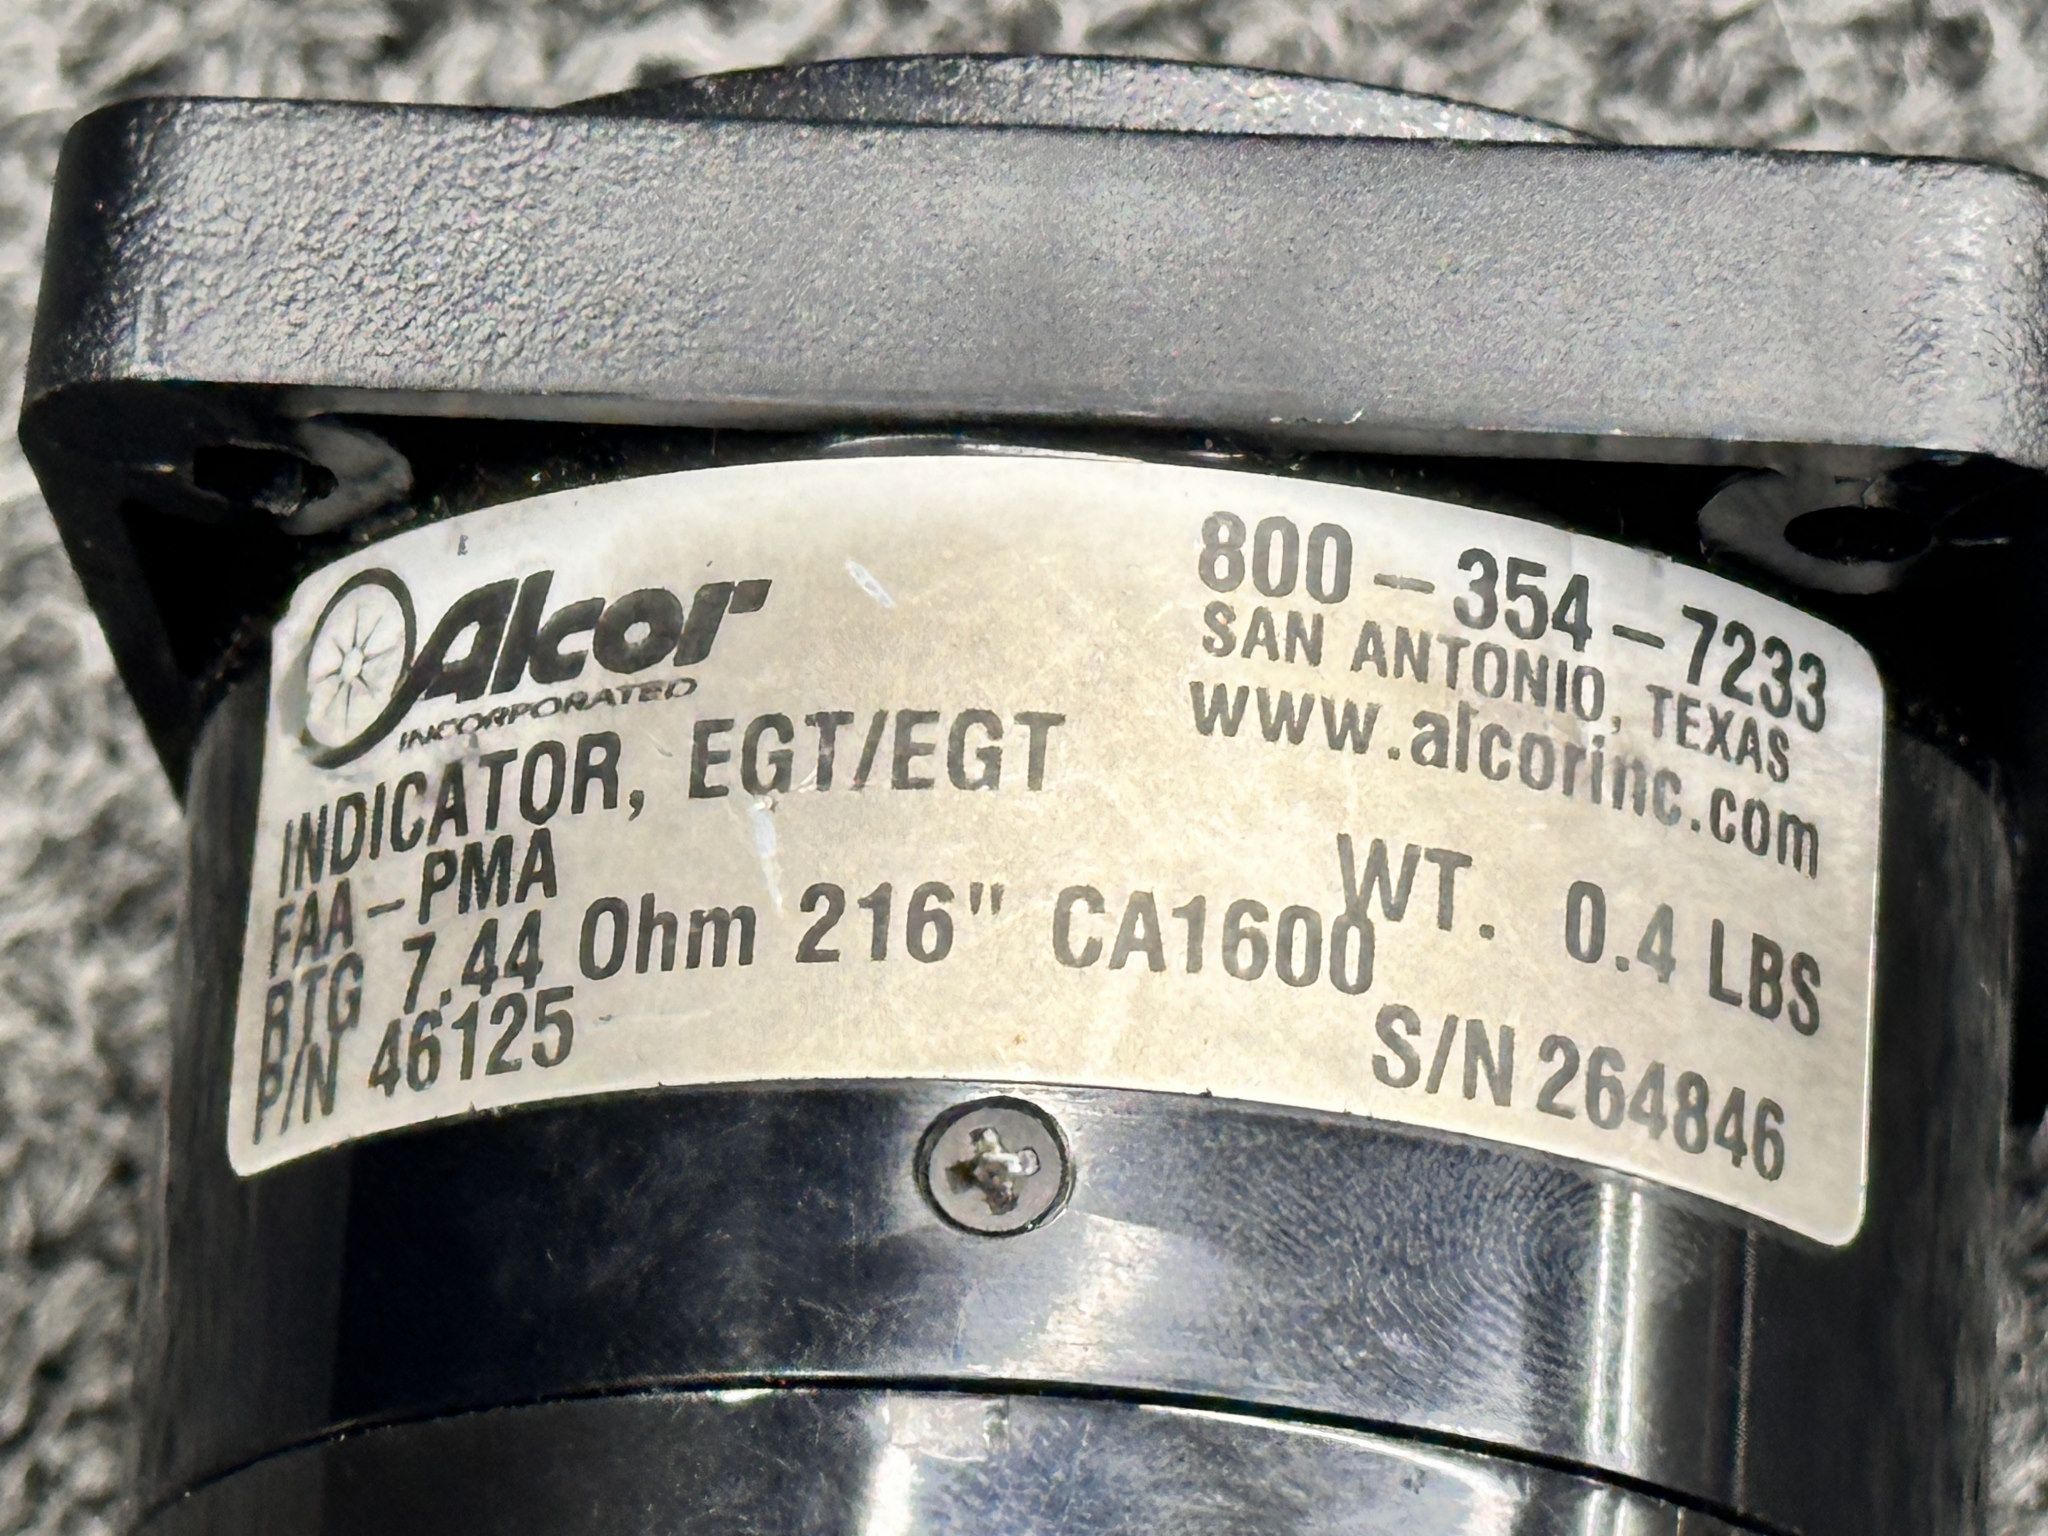 Alcor
INCORPORATED
800-354-7233
SAN ANTONIO, TEXAS
www.alcorinc.com
INDICATOR, EGT/EGT
FAA-PMA
WT. 0.4 LBS
RTG 7.44 Ohm 216" CA1600
P/N 46125
S/N 264846